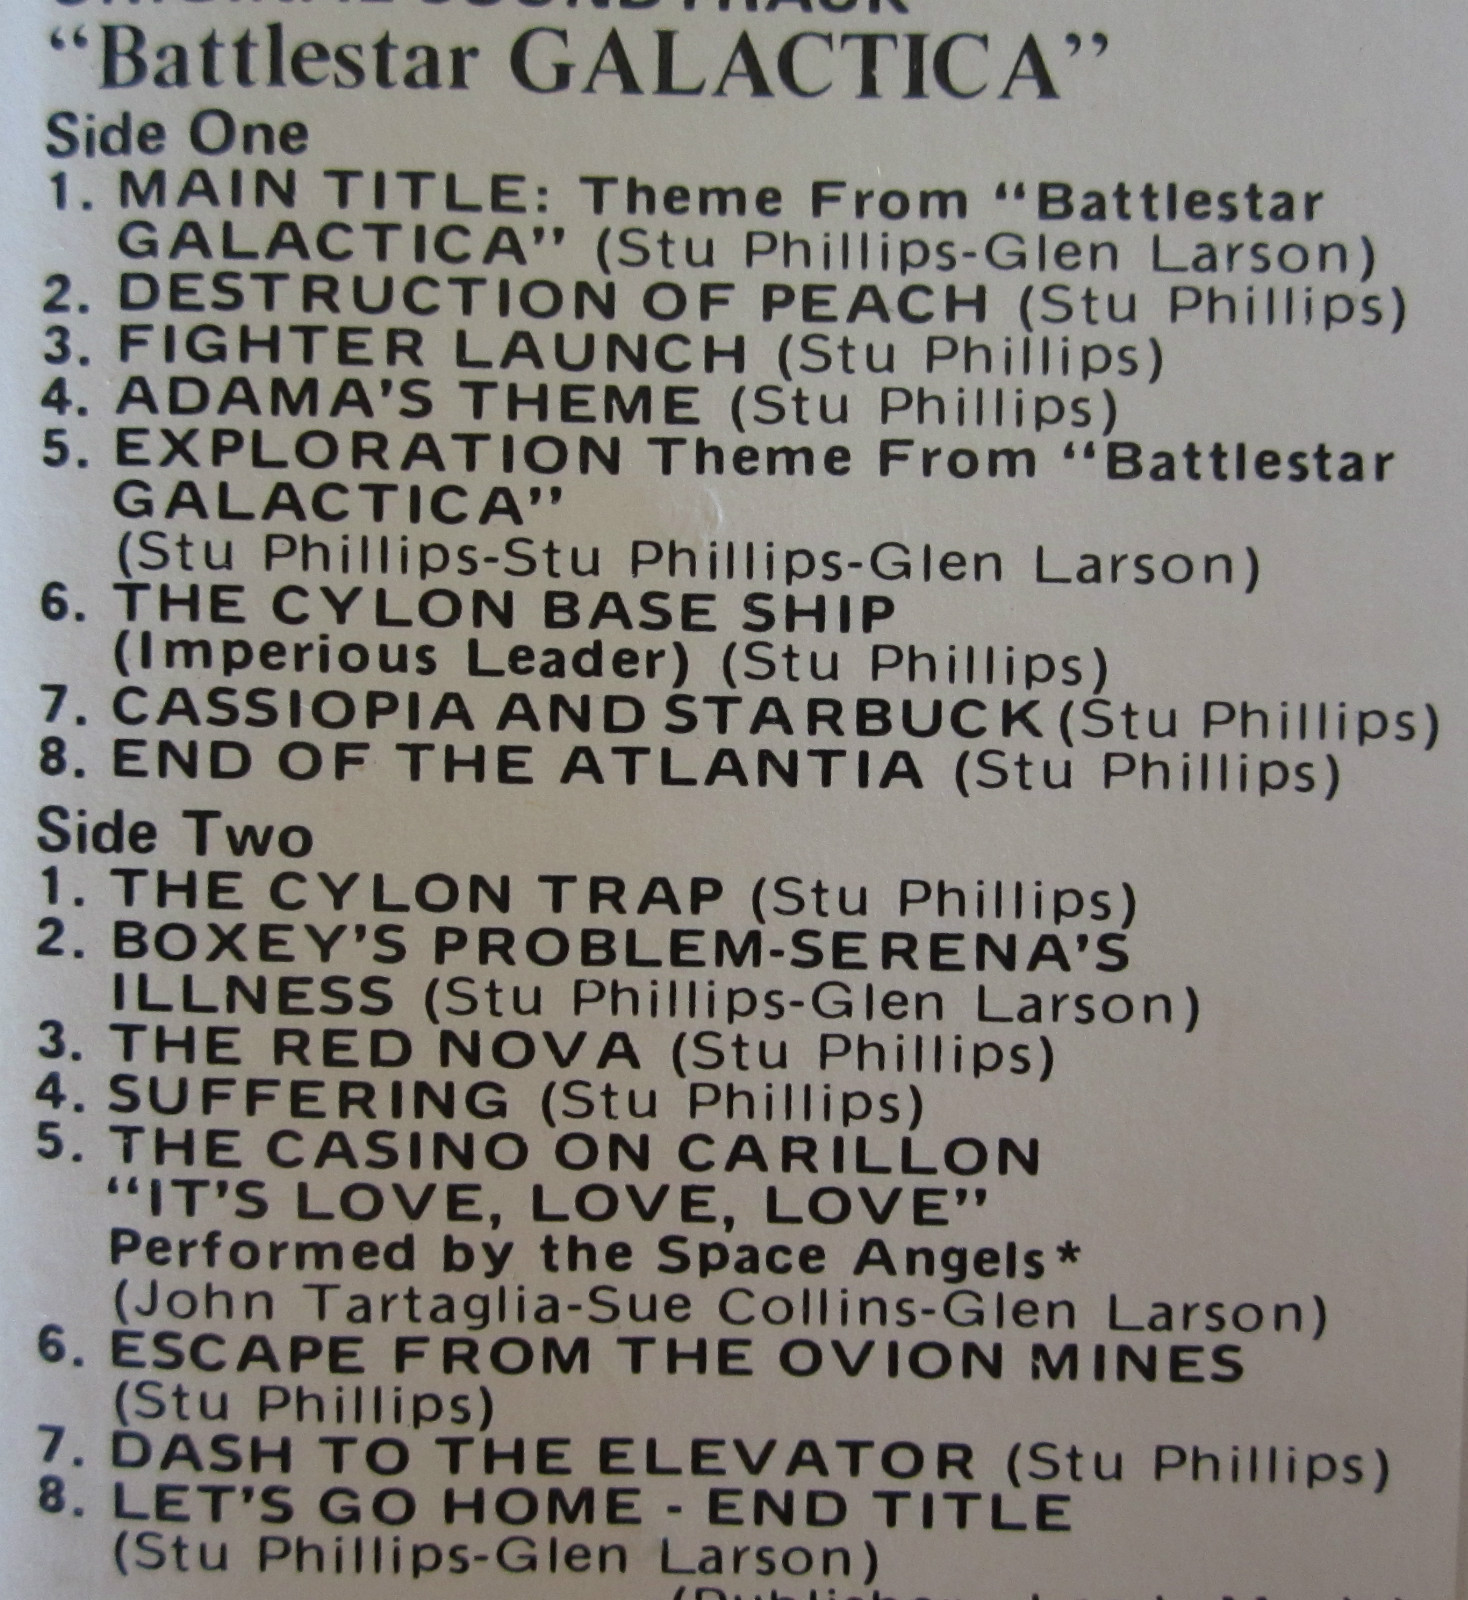 ORIGINAL SOUNDTRACK
“Battlestar GALACTICA”
Side One
1. MAIN TITLE: Theme From “Battlestar
GALACTICA” (Stu Phillips-Glen Larson)
2. DESTRUCTION OF PEACH (Stu Phillips)
3. FIGHTER LAUNCH (Stu Phillips)
4. ADAMA’S THEME (Stu Phillips)
5. EXPLORATION Theme From “Battlestar
GALACTICA”
(Stu Phillips-Stu Phillips-Glen Larson)
6. THE CYLON BASE SHIP
(Imperious Leader) (Stu Phillips)
7. CASSIOPIA AND STARBUCK (Stu Phillips)
8. END OF THE ATLANTIA (Stu Phillips)
Side Two
1. THE CYLON TRAP (Stu Phillips)
2. BOXEY’S PROBLEM-SERENA’S
ILLNESS (Stu Phillips-Glen Larson)
3. THE RED NOVA (Stu Phillips)
4. SUFFERING (Stu Phillips)
5. THE CASINO ON CARILLON
“IT’S LOVE, LOVE, LOVE”
Performed by the Space Angels*
(John Tartaglia-Sue Collins-Glen Larson)
6. ESCAPE FROM THE OVION MINES
(Stu Phillips)
7. DASH TO THE ELEVATOR (Stu Phillips)
8. LET’S GO HOME - END TITLE
(Stu Phillips-Glen Larson)